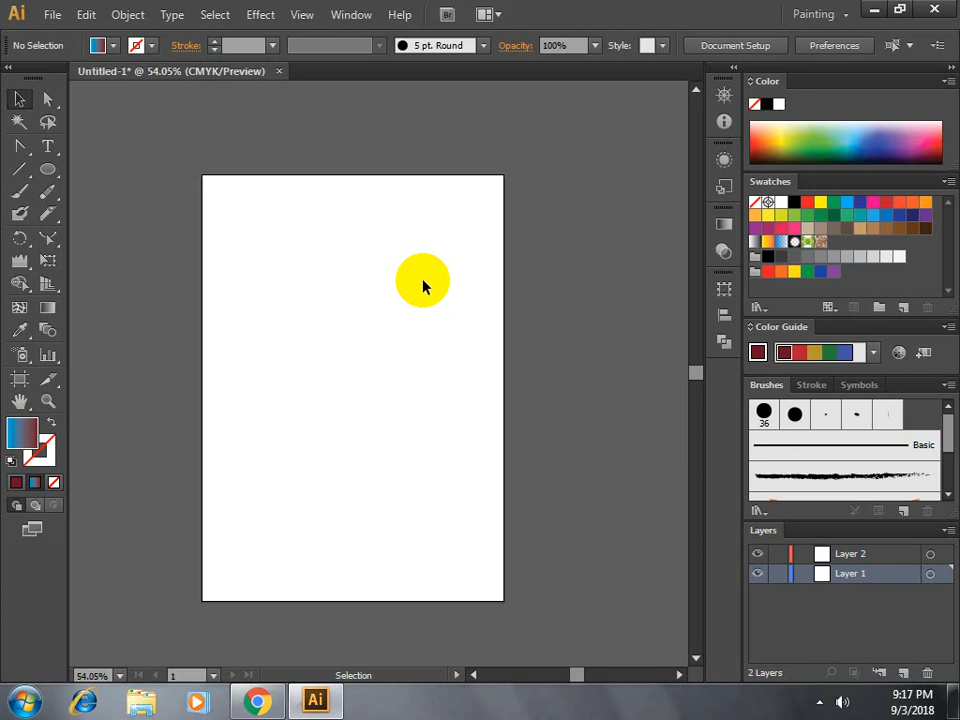 Ai File Edit Object Type Select Effect View Window Help Br Painting
No Selection Stroke: 5 pt. Round Opacity: 100% Style: Document Setup Preferences
Untitled-1* @ 54.05% (CMYK/Preview)
Color
Swatches
Color Guide
Brushes Stroke Symbols
36
Basic
Layers
Layer 2
Layer 1
54.05% 1 Selection 2 Layers
Ai 9:17 PM
9/3/2018